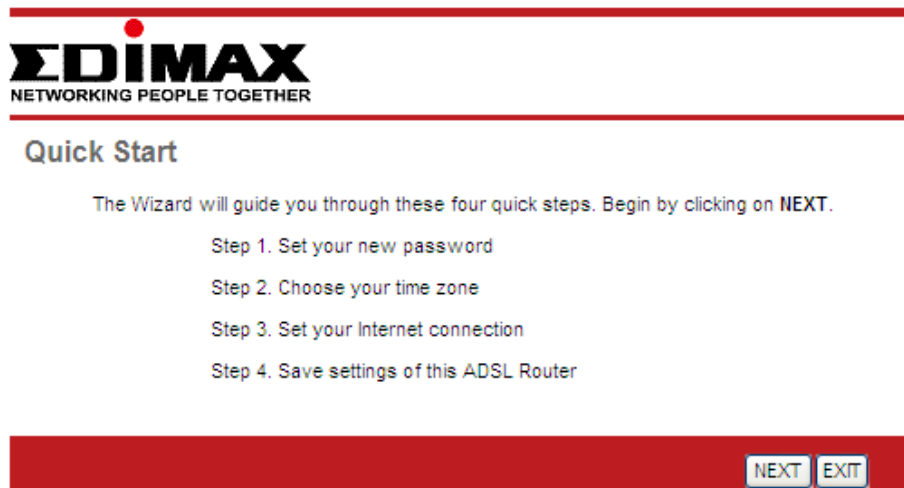 EDIMAX
NETWORKING PEOPLE TOGETHER
Quick Start
The Wizard will guide you through these four quick steps. Begin by clicking on NEXT.
Step 1. Set your new password
Step 2. Choose your time zone
Step 3. Set your Internet connection
Step 4. Save settings of this ADSL Router
NEXT EXIT